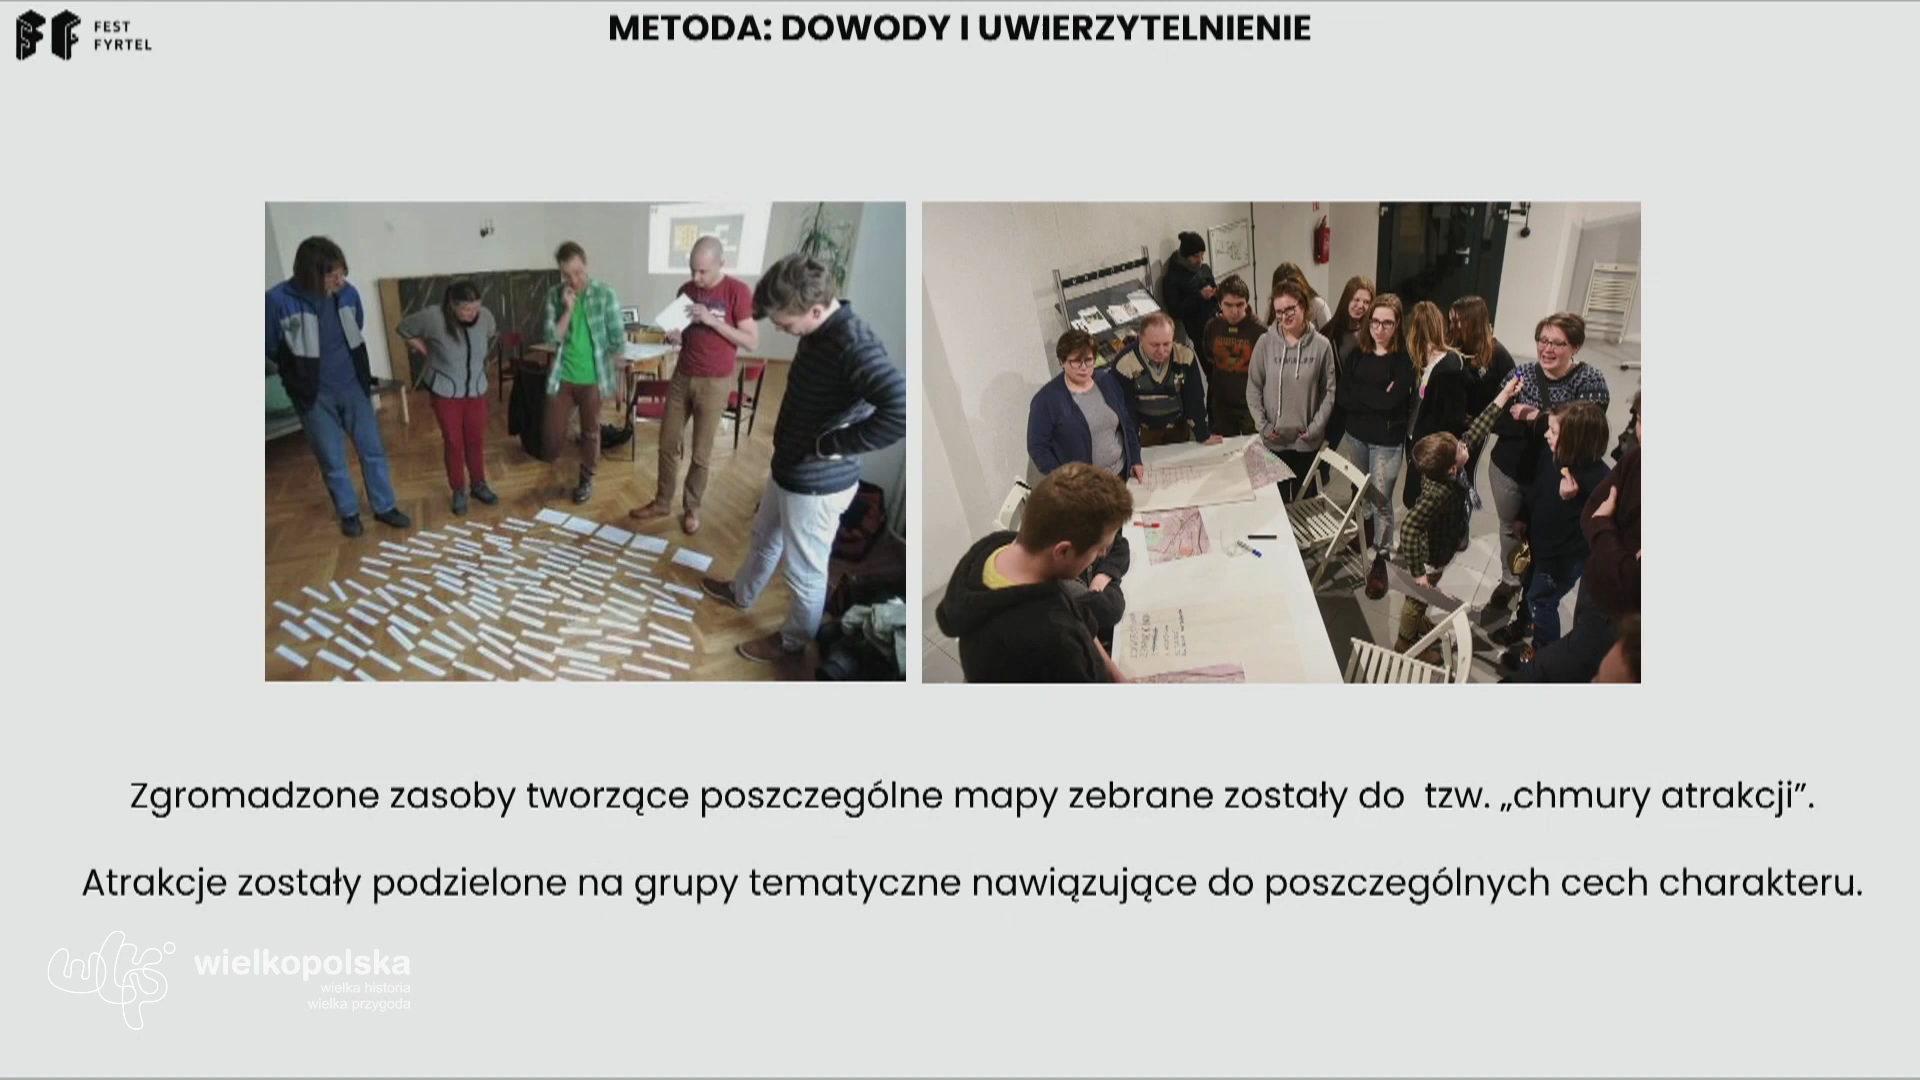 FEST
FYRTEL
METODA: DOWODY I UWIERZYTELNIENIE
Zgromadzone zasoby tworzące poszczególne mapy zebrane zostały do tzw. „chmury atrakcji”.
Atrakcje zostały podzielone na grupy tematyczne nawiązujące do poszczególnych cech charakteru.
wielkopolska
wielka historia
wielka przygoda